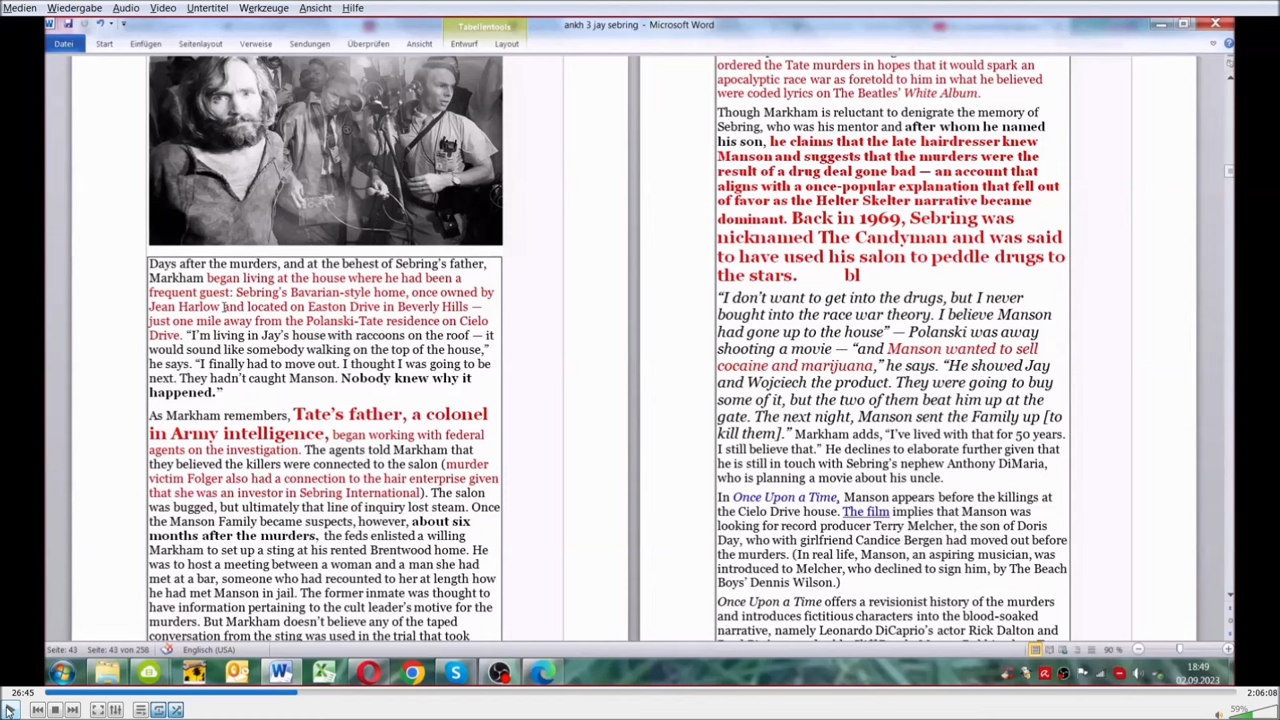 Medien Wiedergabe Audio Video Untertitel Werkzeuge Ansicht Hilfe
Tabellentools
ankh 3 jay sebring - Microsoft Word
Datei Start Einfügen Seitenlayout Verweise Sendungen Überprüfen Ansicht Entwurf Layout
Days after the murders, and at the behest of Sebring's father,
Markham began living at the house where he had been a
frequent guest: Sebring's Bavarian-style home, once owned by
Jean Harlow and located on Easton Drive in Beverly Hills —
just one mile away from the Polanski-Tate residence on Cielo
Drive. “I'm living in Jay's house with raccoons on the roof — it
would sound like somebody walking on the top of the house,”
he says. “I finally had to move out. I thought I was going to be
next. They hadn't caught Manson. Nobody knew why it
happened.”
As Markham remembers, Tate's father, a colonel
in Army intelligence, began working with federal
agents on the investigation. The agents told Markham that
they believed the killers were connected to the salon (murder
victim Folger also had a connection to the hair enterprise given
that she was an investor in Sebring International). The salon
was bugged, but ultimately that line of inquiry lost steam. Once
the Manson Family became suspects, however, about six
months after the murders, the feds enlisted a willing
Markham to set up a sting at his rented Brentwood home. He
was to host a meeting between a woman and a man she had
met at a bar, someone who had recounted to her at length how
he had met Manson in jail. The former inmate was thought to
have information pertaining to the cult leader's motive for the
murders. But Markham doesn't believe any of the taped
conversation from the sting was used in the trial that took
ordered the Tate murders in hopes that it would spark an
apocalyptic race war as foretold to him in what he believed
were coded lyrics on The Beatles' White Album.
Though Markham is reluctant to denigrate the memory of
Sebring, who was his mentor and after whom he named
his son, he claims that the late hairdresser knew
Manson and suggests that the murders were the
result of a drug deal gone bad — an account that
aligns with a once-popular explanation that fell out
of favor as the Helter Skelter narrative became
dominant. Back in 1969, Sebring was
nicknamed The Candyman and was said
to have used his salon to peddle drugs to
the stars. bl
“I don't want to get into the drugs, but I never
bought into the race war theory. I believe Manson
had gone up to the house” — Polanski was away
shooting a movie — “and Manson wanted to sell
cocaine and marijuana,” he says. “He showed Jay
and Wojciech the product. They were going to buy
some of it, but the two of them beat him up at the
gate. The next night, Manson sent the Family up [to
kill them].” Markham adds, “I've lived with that for 50 years.
I still believe that.” He declines to elaborate further given that
he is still in touch with Sebring's nephew Anthony DiMaria,
who is planning a movie about his uncle.
In Once Upon a Time, Manson appears before the killings at
the Cielo Drive house. The film implies that Manson was
looking for record producer Terry Melcher, the son of Doris
Day, who with girlfriend Candice Bergen had moved out before
the murders. (In real life, Manson, an aspiring musician, was
introduced to Melcher, who declined to sign him, by The Beach
Boys' Dennis Wilson.)
Once Upon a Time offers a revisionist history of the murders
and introduces fictitious characters into the blood-soaked
narrative, namely Leonardo DiCaprio's actor Rick Dalton and
Seite: 43 Seite: 43 von 258 Englisch (USA) 90 %
18:49
02.09.2023
26:45 2:06:08
59%